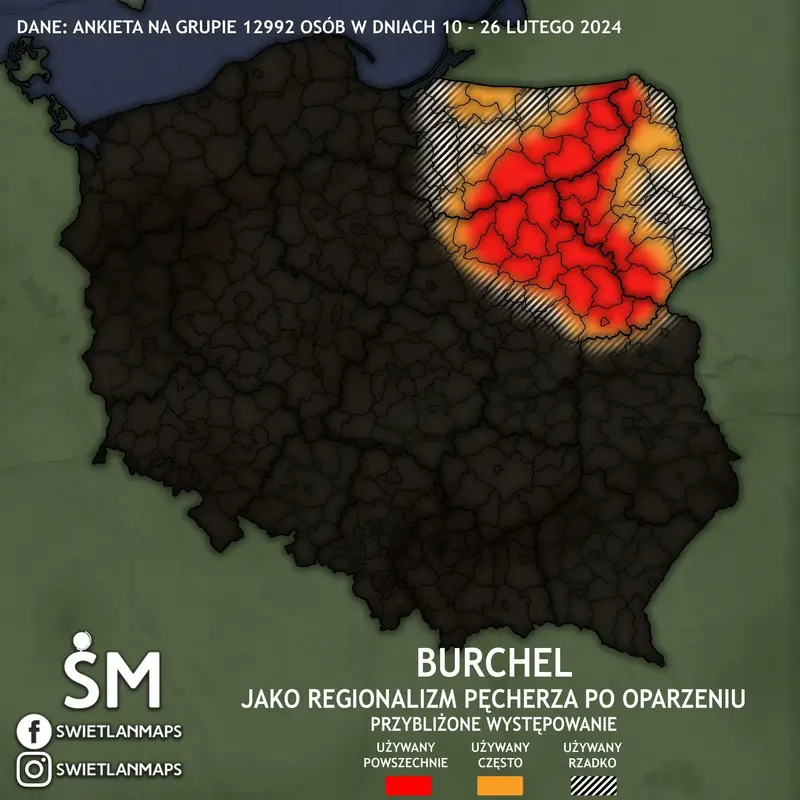 DANE: ANKIETA NA GRUPIE 12992 OSÓB W DNIACH 10 - 26 LUTEGO 2024
ŚM
SWIETLANMAPS
SWIETLANMAPS
BURCHEL
JAKO REGIONALIZM PĘCHERZA PO OPARZENIU
PRZYBLIŻONE WYSTĘPOWANIE
UŻYWANY
POWSZECHNIE
UŻYWANY
CZĘSTO
UŻYWANY
RZADKO